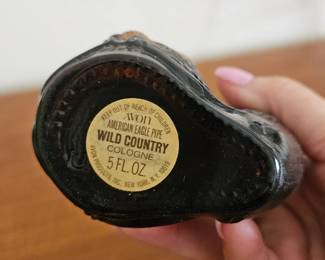 KEEP OUT OF REACH OF CHILDREN
Avon
AMERICAN EAGLE PIPE
WILD COUNTRY
COLOGNE
5 FL. OZ.
AVON PRODUCTS, INC., NEW YORK, N.Y. 10019